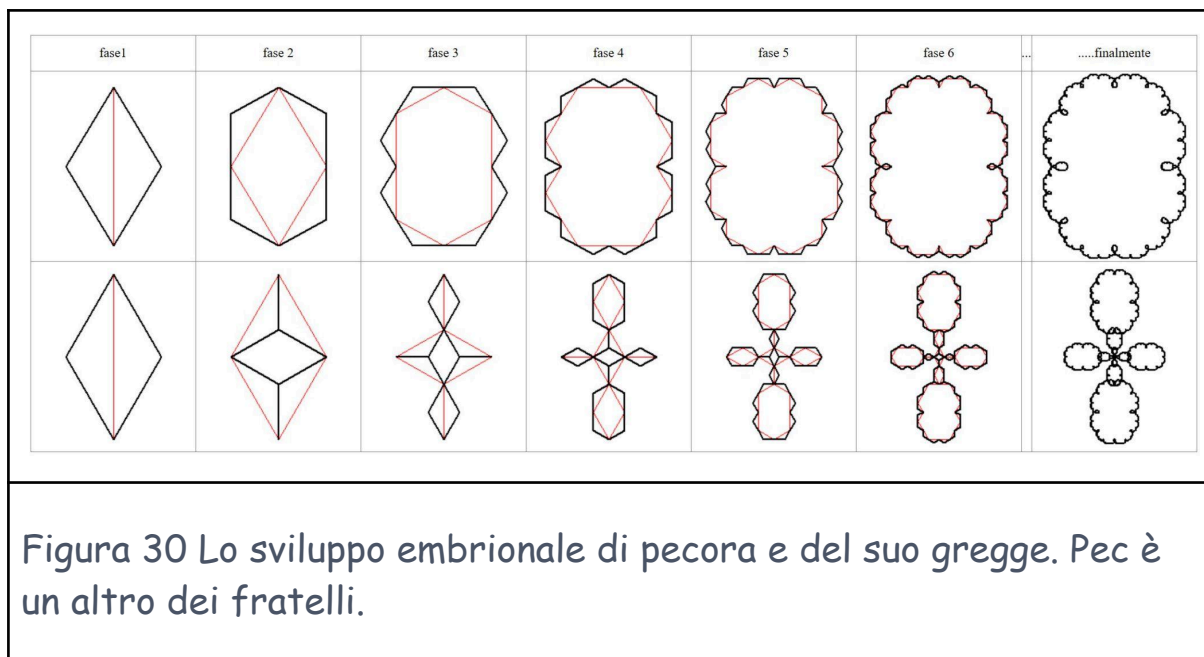 fase1 fase 2 fase 3 fase 4 fase 5 fase 6 ... .....finalmente
Figura 30 Lo sviluppo embrionale di pecora e del suo gregge. Pec è
un altro dei fratelli.